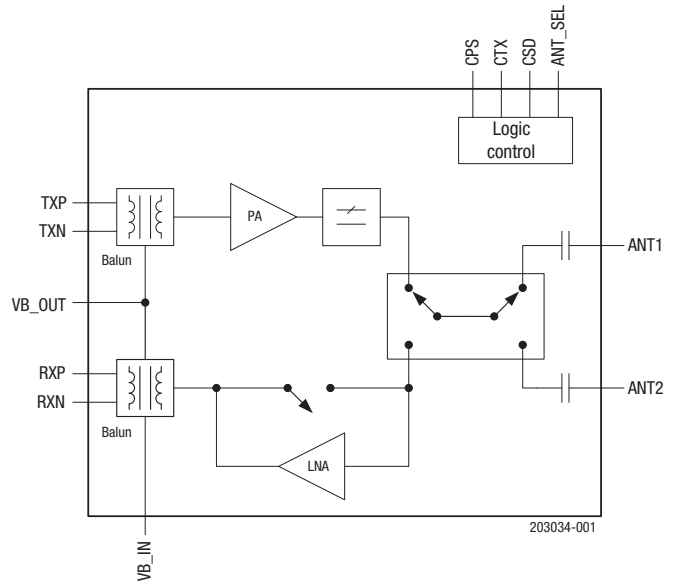 CPS
CTX
CSD
ANT_SEL
Logic
control
TXP
TXN
Balun
PA
ANT1
VB_OUT
RXP
RXN
Balun
LNA
ANT2
203034-001
VB_IN